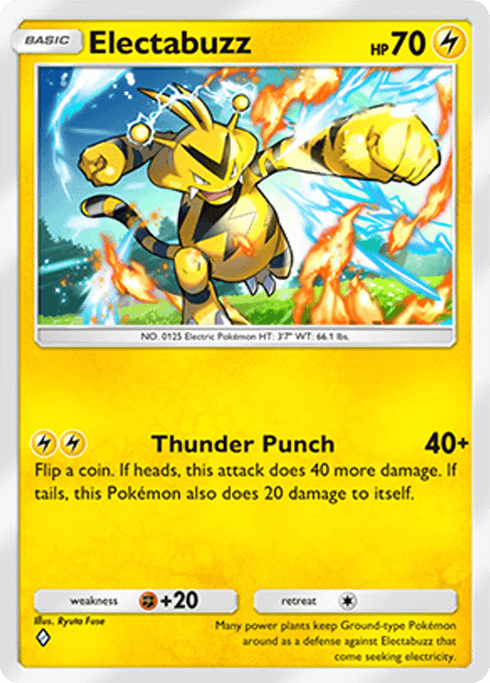 BASIC Electabuzz HP 70
NO. 0125 Electric Pokémon HT: 3'7" WT: 66.1 lbs.
Thunder Punch 40+
Flip a coin. If heads, this attack does 40 more damage. If
tails, this Pokémon also does 20 damage to itself.
weakness +20 retreat
Illus. Ryuta Fuse
Many power plants keep Ground-type Pokémon
around as a defense against Electabuzz that
come seeking electricity.